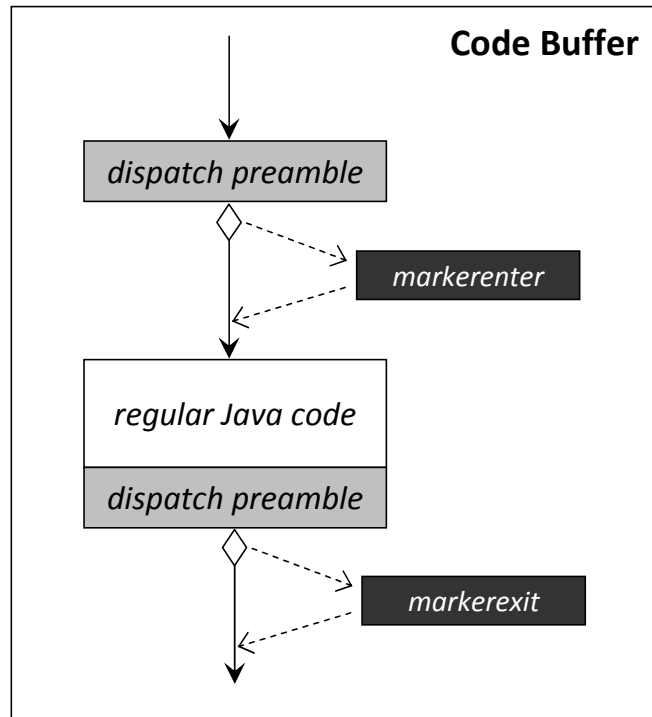 Code Buffer
dispatch preamble
markerenter
regular Java code
dispatch preamble
markerexit